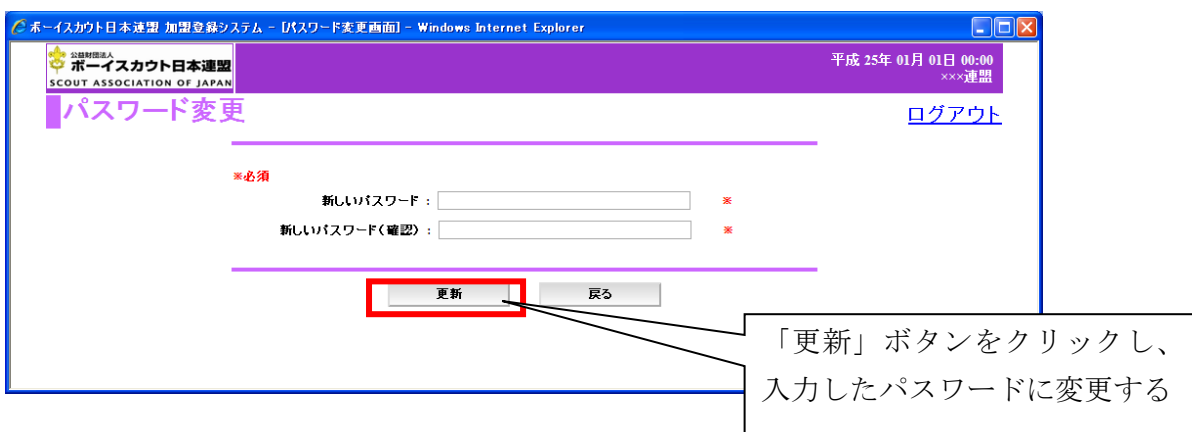 ボーイスカウト日本連盟 加盟登録システム - [パスワード変更画面] - Windows Internet Explorer
公益財団法人
ボーイスカウト日本連盟
SCOUT ASSOCIATION OF JAPAN
平成 25年 01月 01日 00:00
×××連盟
パスワード変更
ログアウト
※必須
新しいパスワード : ※
新しいパスワード(確認) : ※
更新 戻る
「更新」ボタンをクリックし、
入力したパスワードに変更する